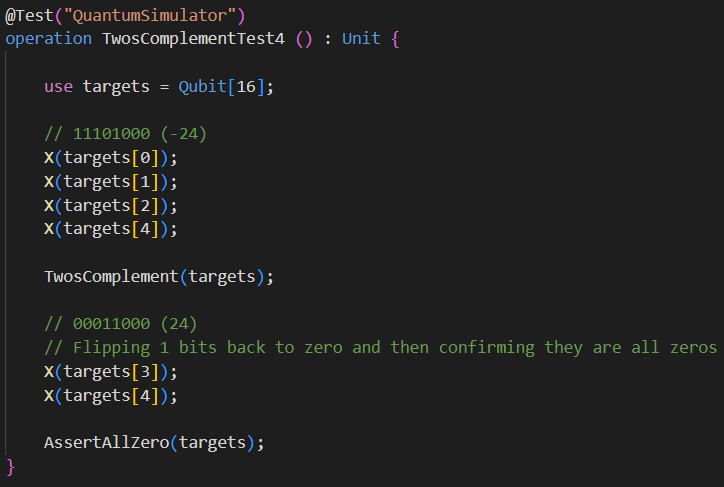 @Test("QuantumSimulator")
operation TwosComplementTest4 () : Unit {
use targets = Qubit[16];
// 11101000 (-24)
X(targets[0]);
X(targets[1]);
X(targets[2]);
X(targets[4]);
TwosComplement(targets);
// 00011000 (24)
// Flipping 1 bits back to zero and then confirming they are all zeros
X(targets[3]);
X(targets[4]);
AssertAllZero(targets);
}